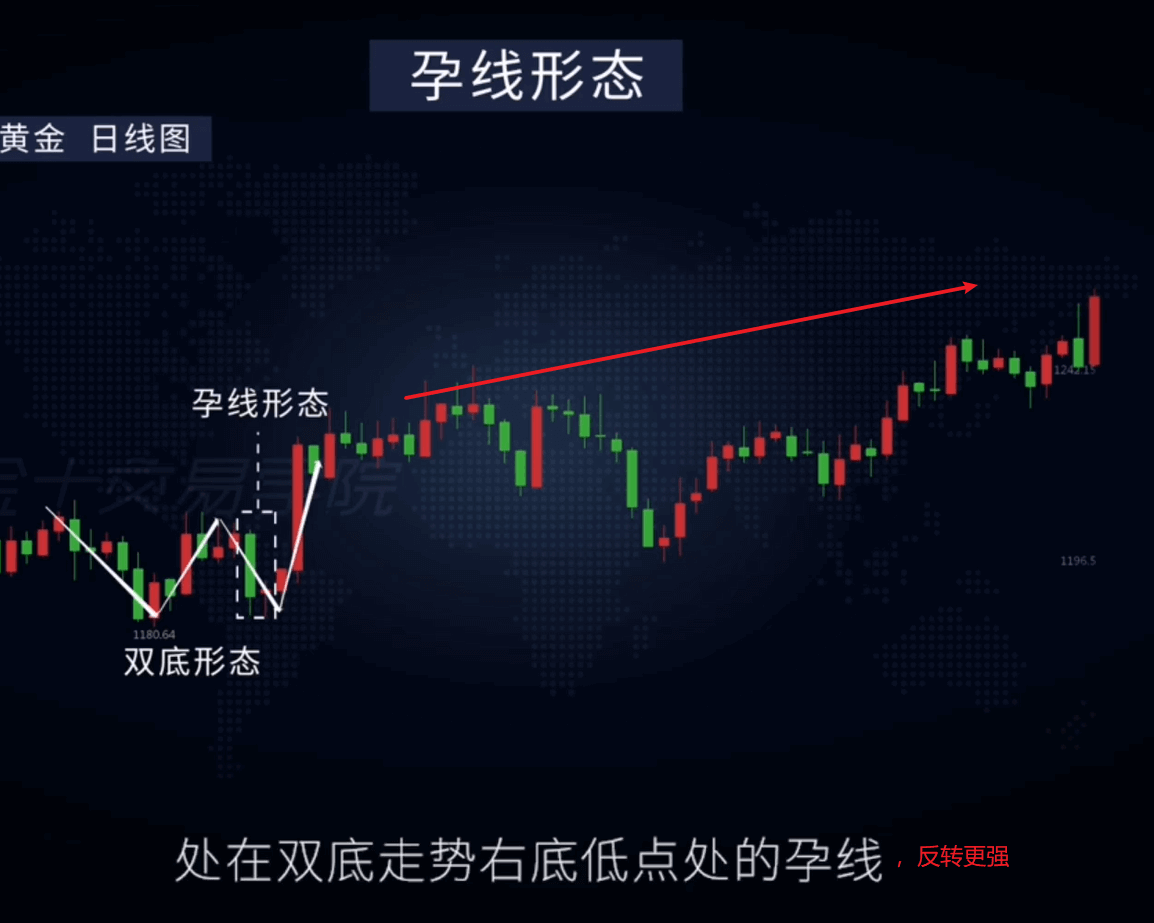 孕线形态
黄金 日线图
孕线形态
1242.15
金十交易学院
1196.5
1180.64
双底形态
处在双底走势右底低点处的孕线，反转更强